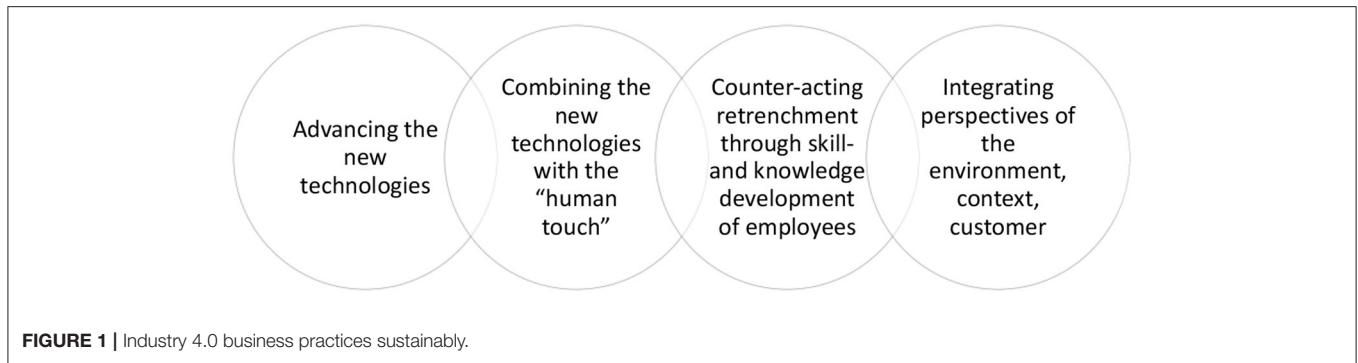 Advancing the
new
technologies
Combining the
new
technologies
with the
“human
touch”
Counter-acting
retrenchment
through skill-
and knowledge
development
of employees
Integrating
perspectives of
the
environment,
context,
customer
FIGURE 1 | Industry 4.0 business practices sustainably.